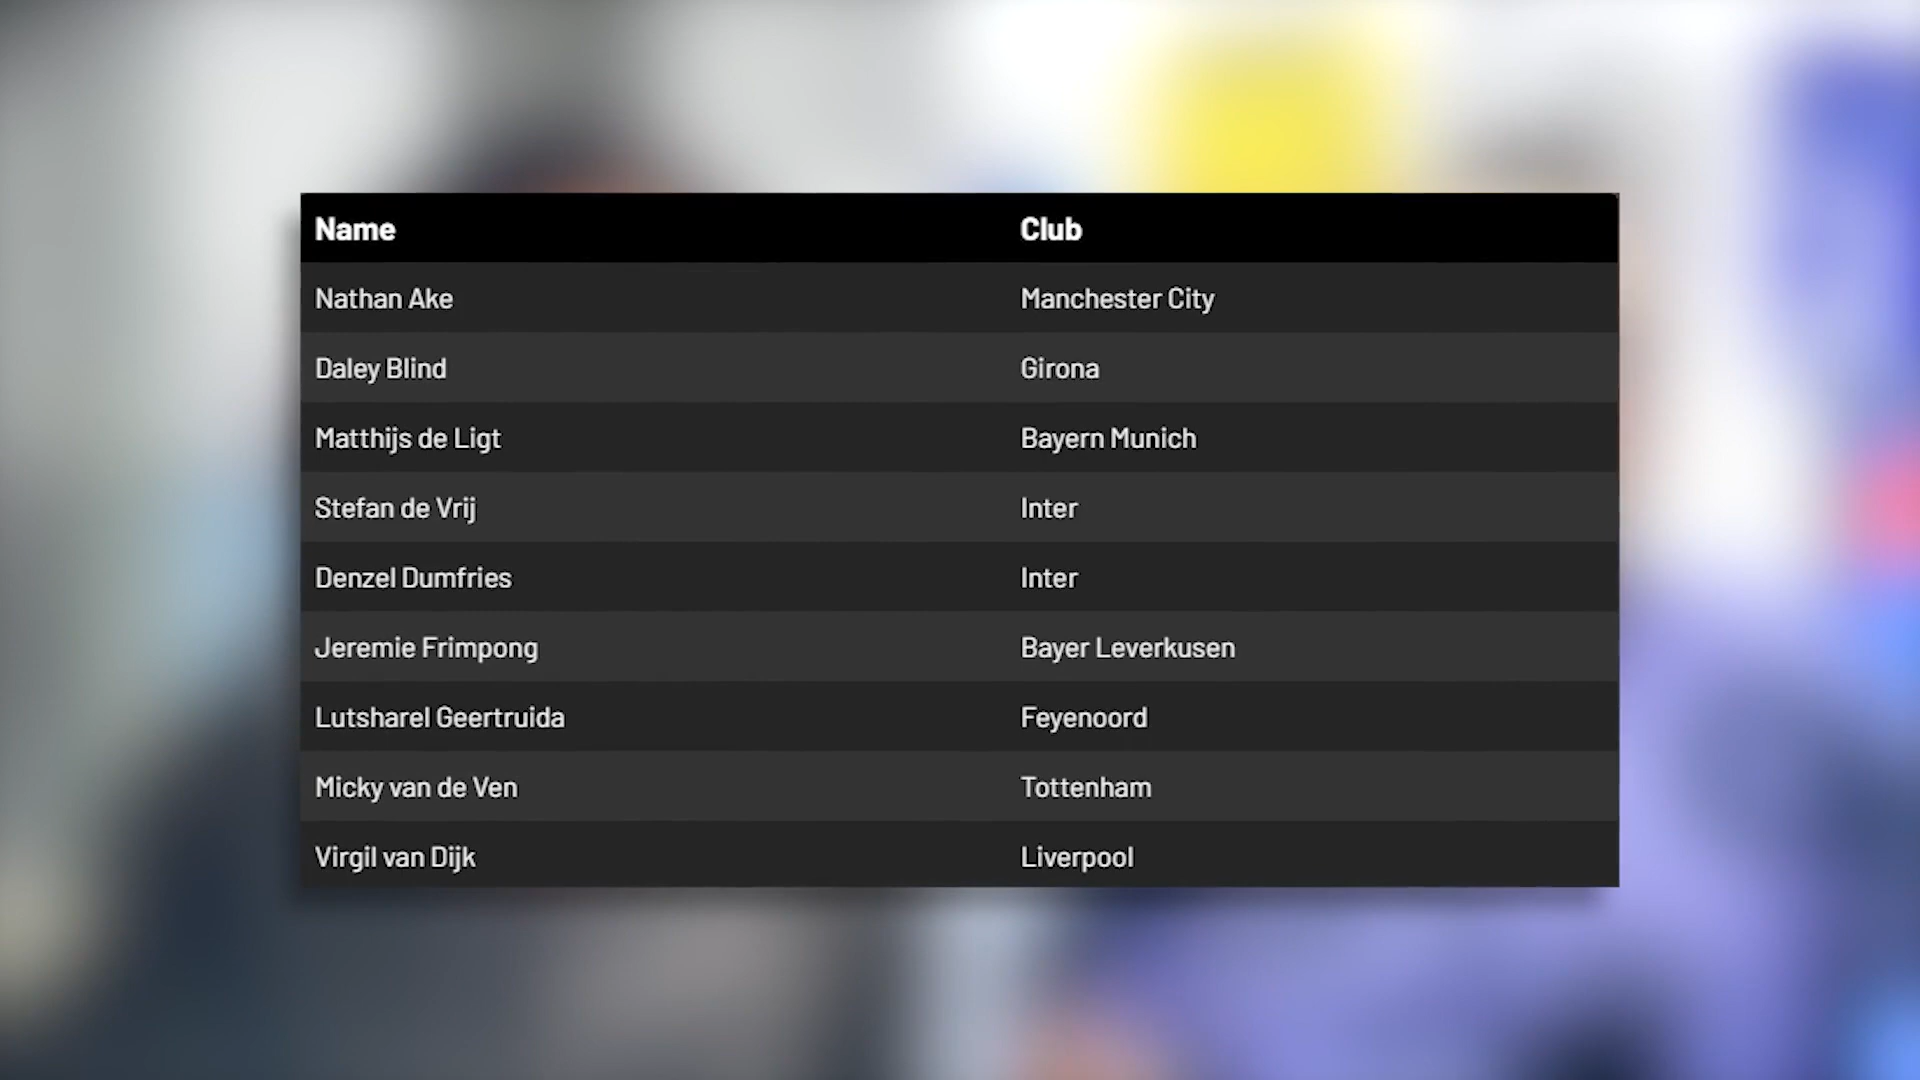 Name Club
Nathan Ake Manchester City
Daley Blind Girona
Matthijs de Ligt Bayern Munich
Stefan de Vrij Inter
Denzel Dumfries Inter
Jeremie Frimpong Bayer Leverkusen
Lutsharel Geertruida Feyenoord
Micky van de Ven Tottenham
Virgil van Dijk Liverpool